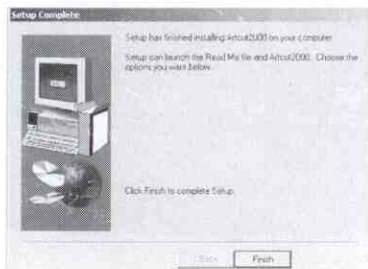 Setup Complete
Setup has finished installing Artcut2000 on your computer.
Setup can launch the Read Me file and Artcut2000. Choose the
options you want below.
Click Finish to complete Setup.
< Back
Finish